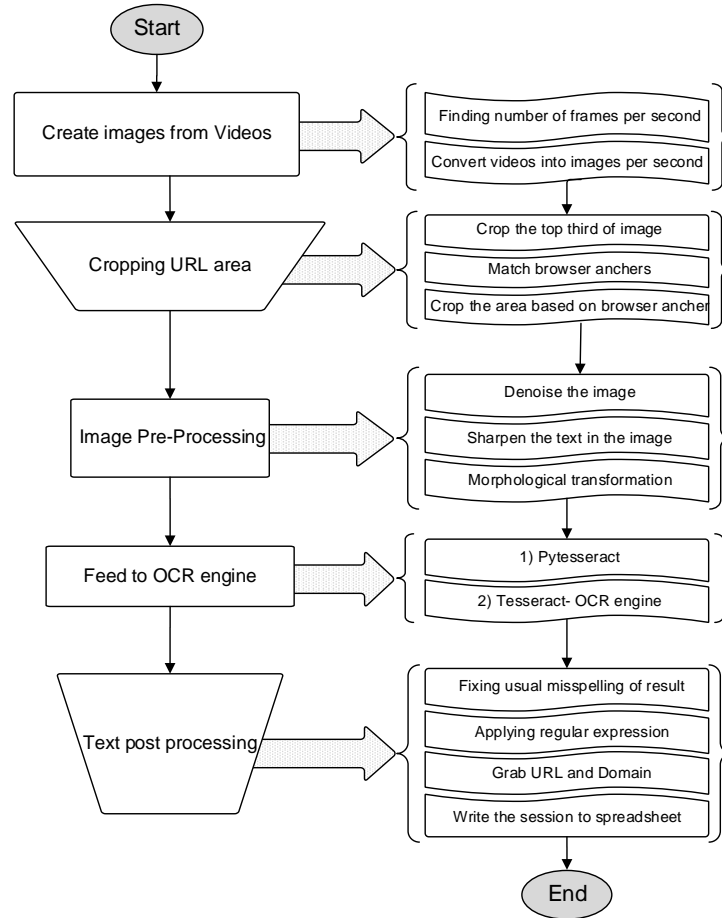 Start
Create images from Videos
Finding number of frames per second
Convert videos into images per second
Cropping URL area
Crop the top third of image
Match browser anchers
Crop the area based on browser ancher
Image Pre-Processing
Denoise the image
Sharpen the text in the image
Morphological transformation
Feed to OCR engine
1) Pytesseract
2) Tesseract- OCR engine
Text post processing
Fixing usual misspelling of result
Applying regular expression
Grab URL and Domain
Write the session to spreadsheet
End